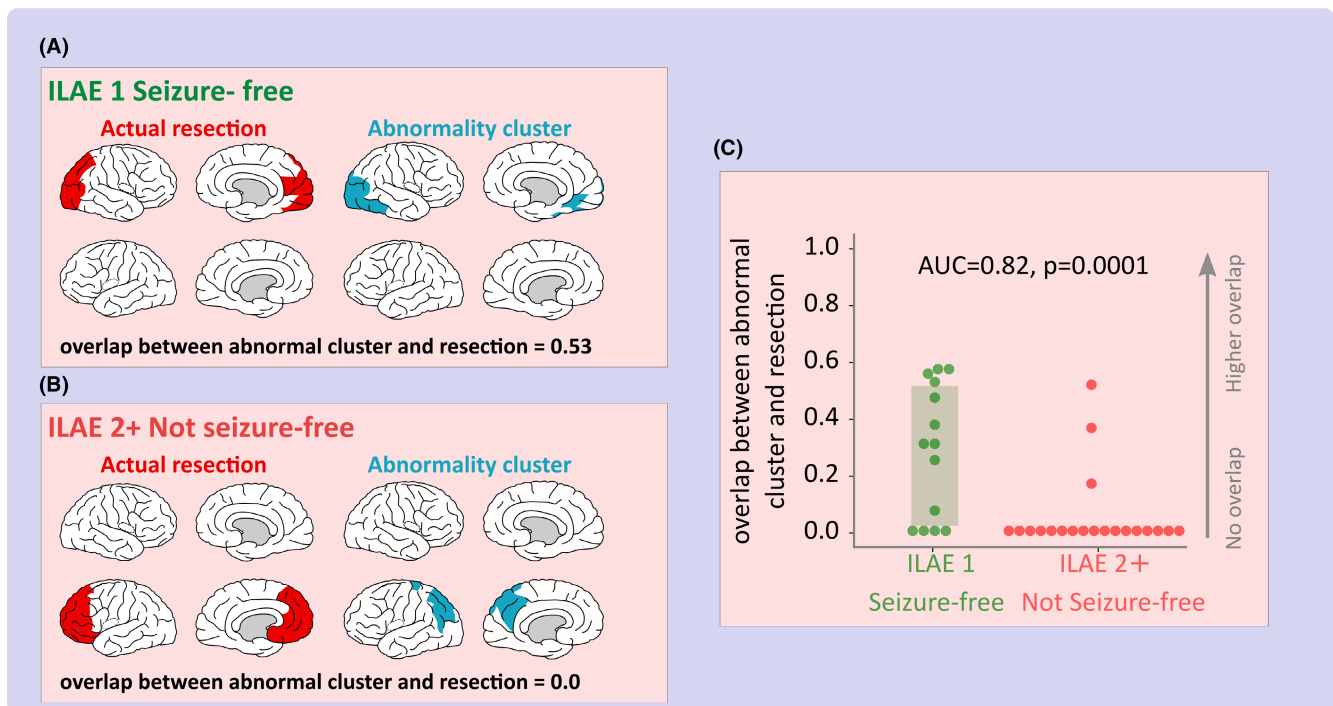 (A)
ILAE 1 Seizure- free
Actual resection
Abnormality cluster
overlap between abnormal cluster and resection = 0.53
(B)
ILAE 2+ Not seizure-free
Actual resection
Abnormality cluster
overlap between abnormal cluster and resection = 0.0
(C)
overlap between abnormal
cluster and resection
1.0
0.8
0.6
0.4
0.2
0.0
AUC=0.82, p=0.0001
Higher overlap
No overlap
ILAE 1
ILAE 2+
Seizure-free
Not Seizure-free